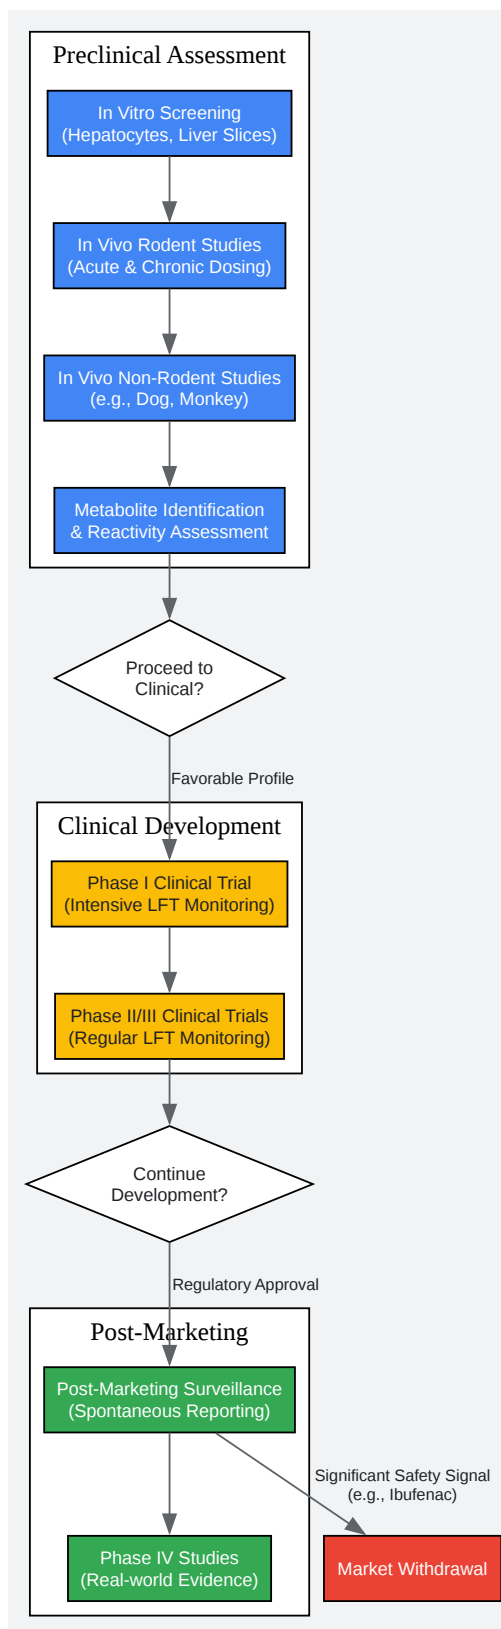 Preclinical Assessment
In Vitro Screening
(Hepatocytes, Liver Slices)
In Vivo Rodent Studies
(Acute & Chronic Dosing)
In Vivo Non-Rodent Studies
(e.g., Dog, Monkey)
Metabolite Identification
& Reactivity Assessment
Proceed to
Clinical?
Favorable Profile
Clinical Development
Phase I Clinical Trial
(Intensive LFT Monitoring)
Phase II/III Clinical Trials
(Regular LFT Monitoring)
Continue
Development?
Regulatory Approval
Post-Marketing
Post-Marketing Surveillance
(Spontaneous Reporting)
Significant Safety Signal
(e.g., Ibufenac)
Phase IV Studies
(Real-world Evidence)
Market Withdrawal